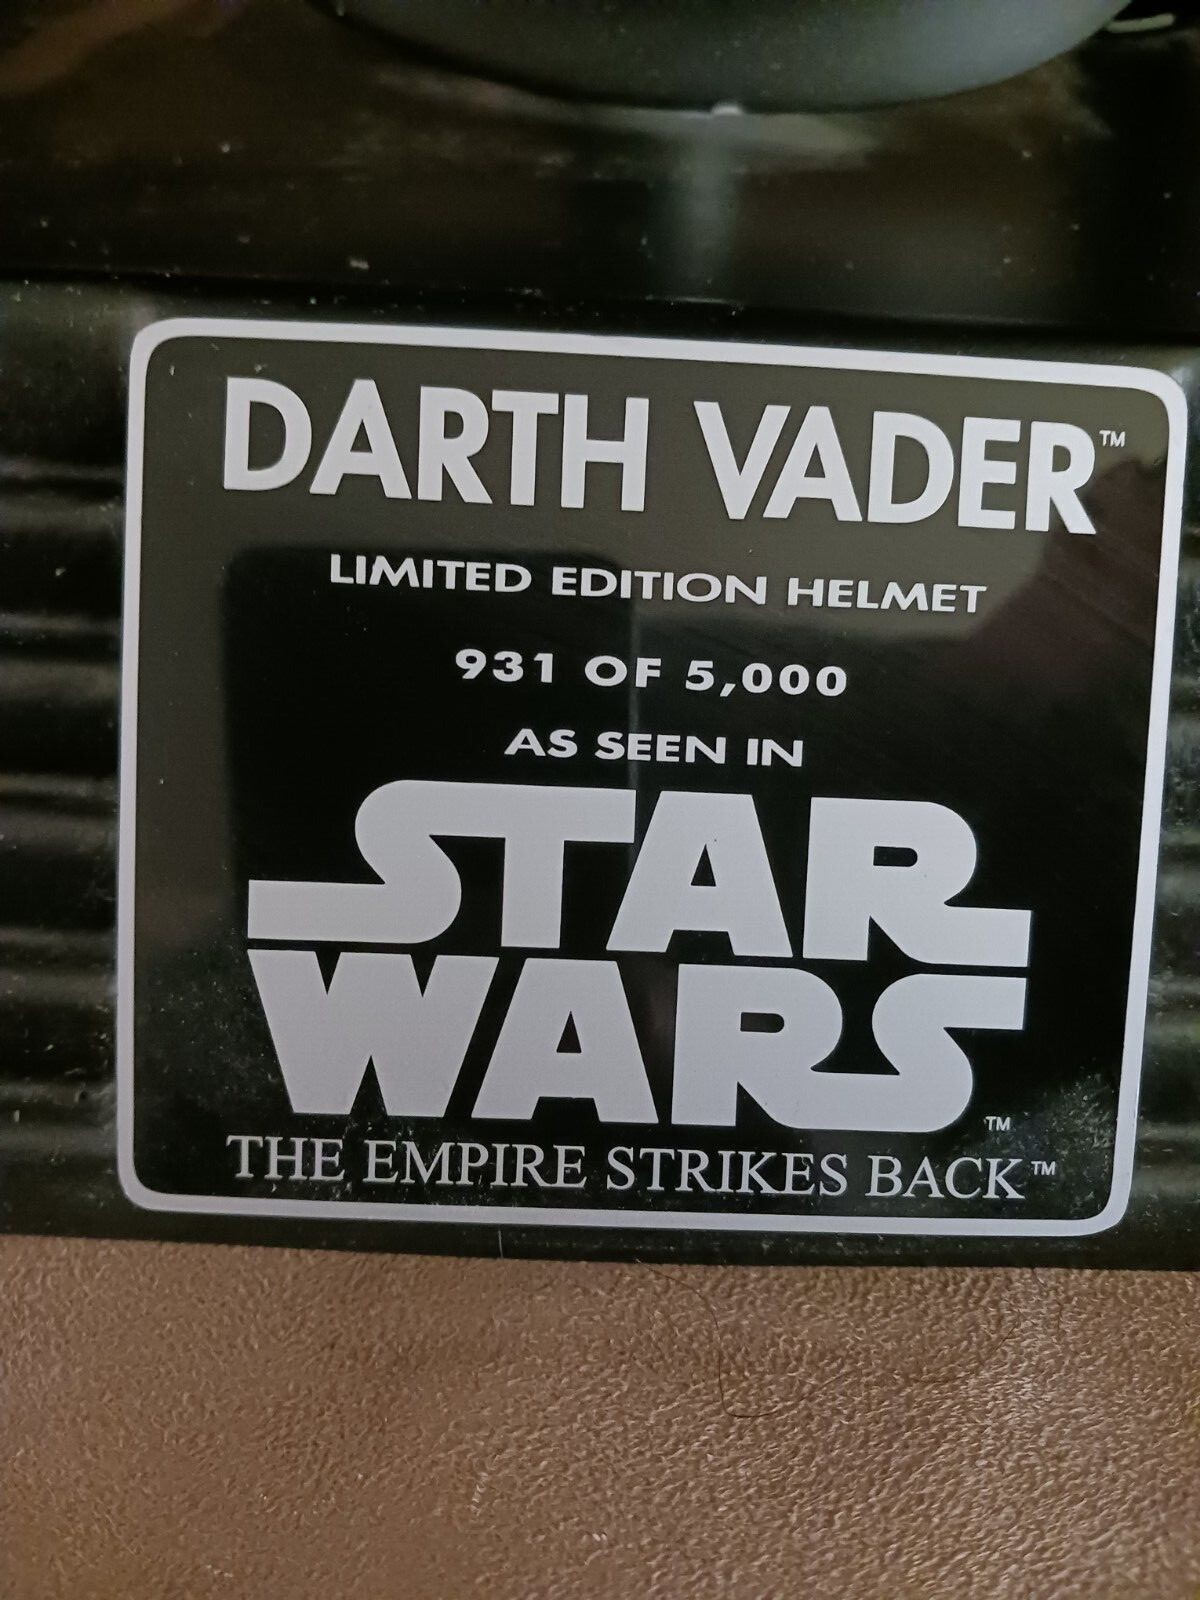 DARTH VADER™
LIMITED EDITION HELMET
931 OF 5,000
AS SEEN IN
STAR
WARS™
THE EMPIRE STRIKES BACK™